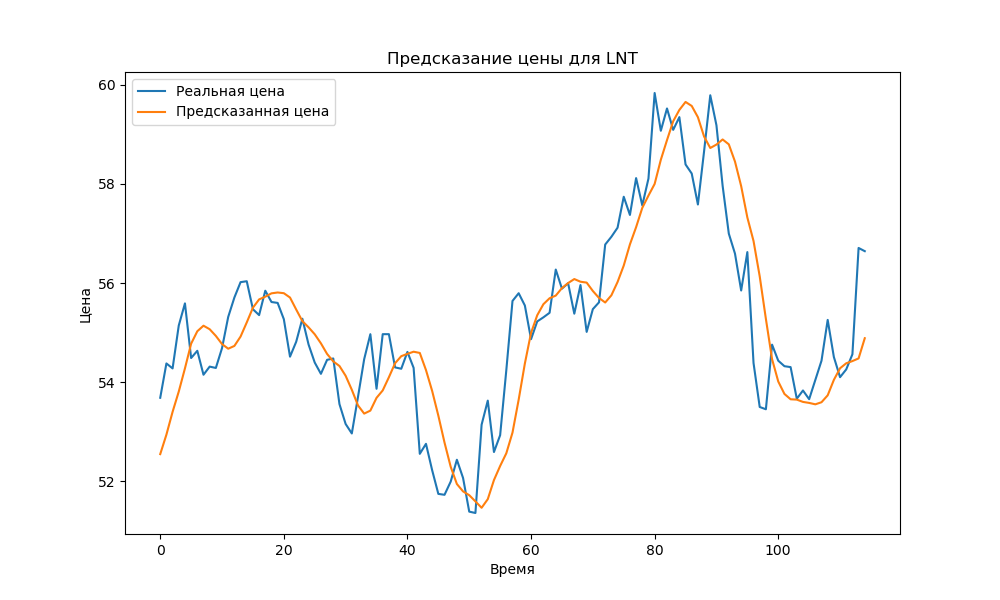 Предсказание цены для LNT
Реальная цена
Предсказанная цена
Цена
60
58
56
54
52
0 20 40 60 80 100
Время